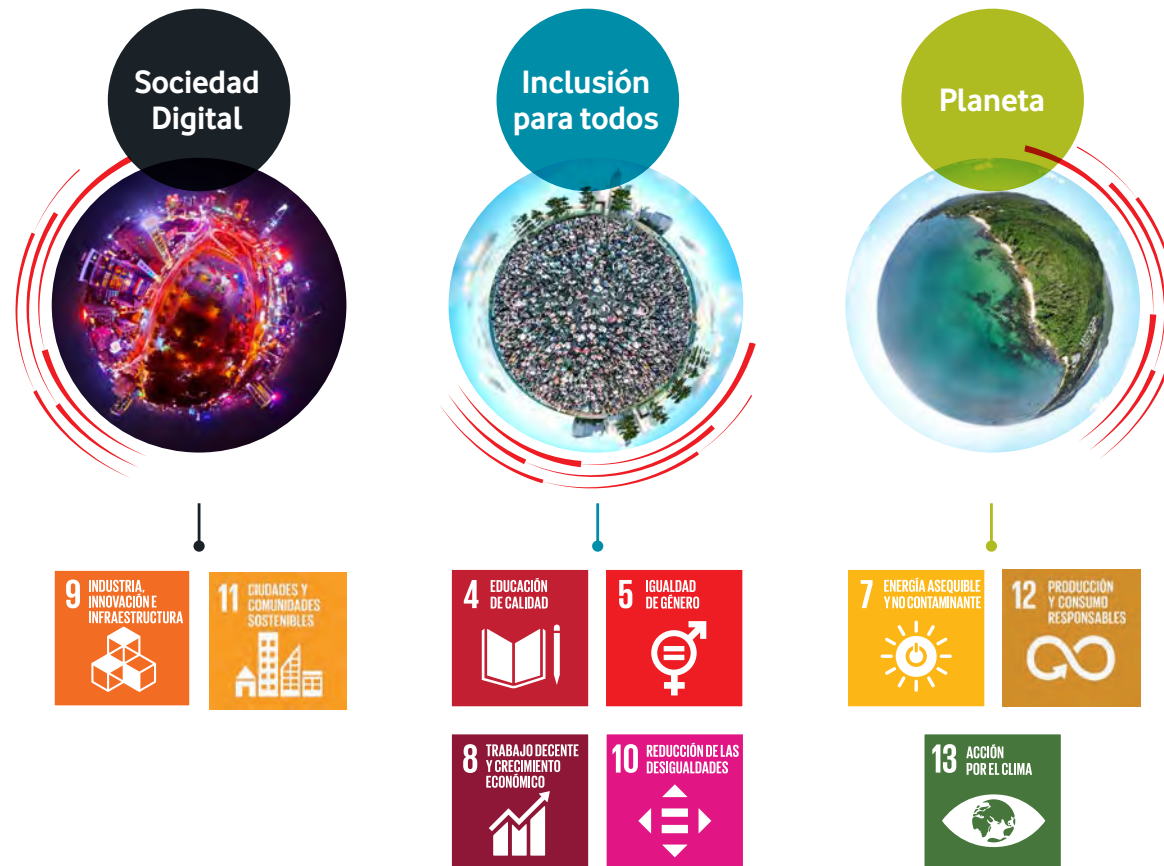 Sociedad
Digital
Inclusión
para todos
Planeta
9 INDUSTRIA,
INNOVACIÓN E
INFRAESTRUCTURA
11 CIUDADES Y
COMUNIDADES
SOSTENIBLES
4 EDUCACIÓN
DE CALIDAD
5 IGUALDAD
DE GÉNERO
7 ENERGÍA ASEQUIBLE
Y NO CONTAMINANTE
12 PRODUCCIÓN
Y CONSUMO
RESPONSABLES
8 TRABAJO DECENTE
Y CRECIMIENTO
ECONÓMICO
10 REDUCCIÓN DE LAS
DESIGUALDADES
13 ACCIÓN
POR EL CLIMA